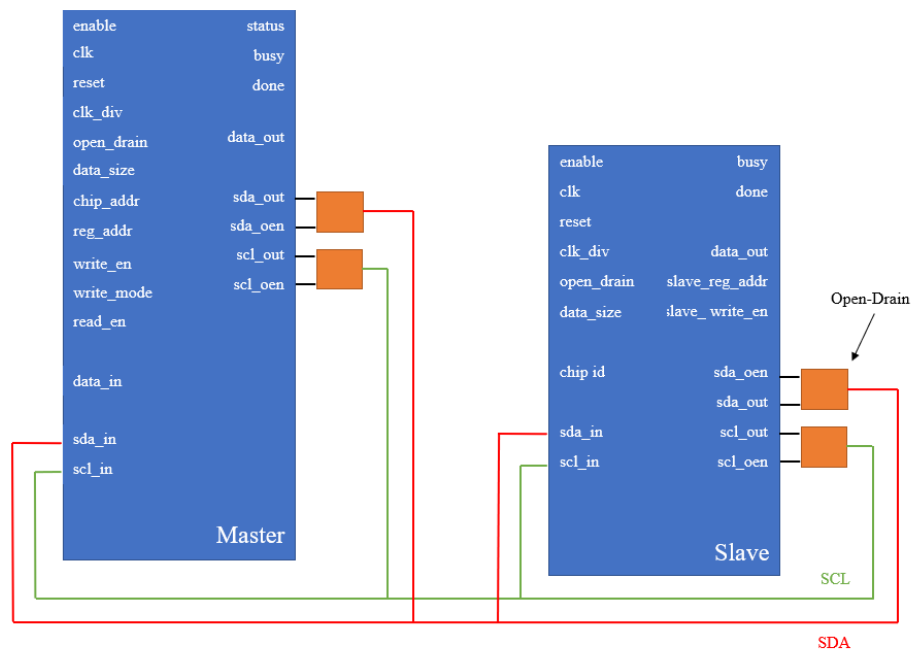 enable
clk
reset
clk_div
open_drain
data_size
chip_addr
reg_addr
write_en
write_mode
read_en
data_in
sda_in
scl_in
status
busy
done
data_out
sda_out
sda_oen
scl_out
scl_oen
Master
enable
clk
reset
clk_div
open_drain
data_size
chip id
sda_in
scl_in
busy
done
data_out
slave_reg_addr
slave_ write_en
sda_oen
sda_out
scl_out
scl_oen
Slave
Open-Drain
SCL
SDA